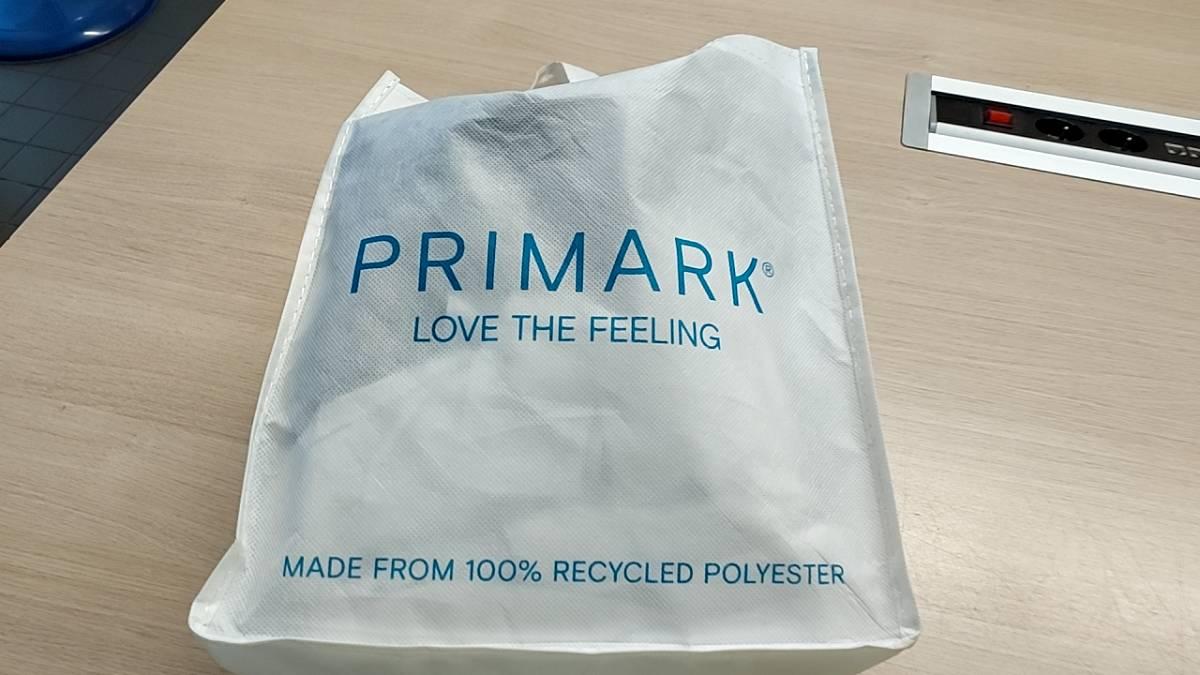 PRIMARK®
LOVE THE FEELING
MADE FROM 100% RECYCLED POLYESTER